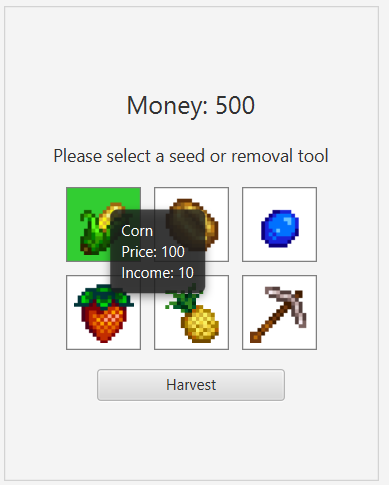 Money: 500
Please select a seed or removal tool
Corn
Price: 100
Income: 10
Harvest